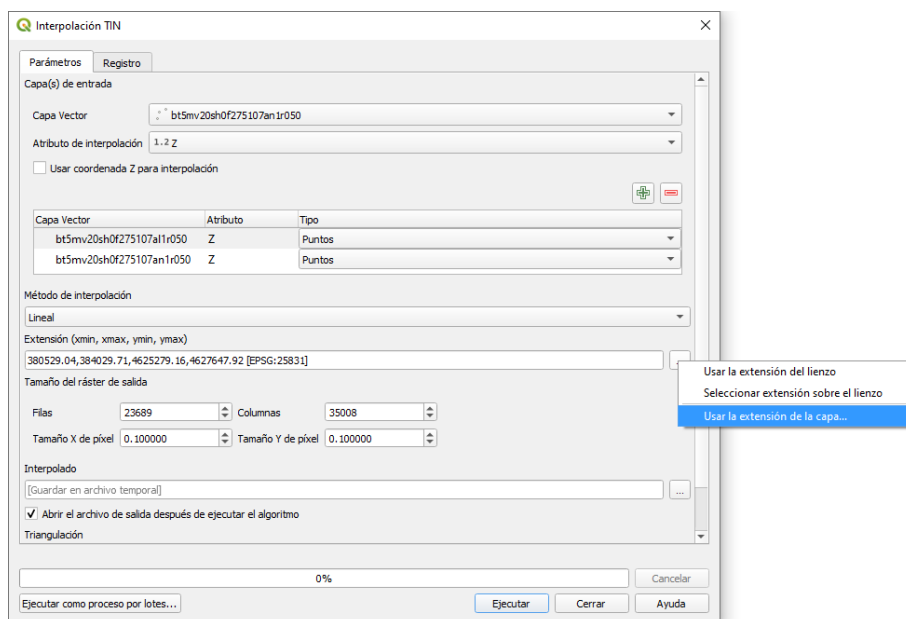 Interpolación TIN
Parámetros Registro
Capa(s) de entrada
Capa Vector bt5mv20sh0f275107an1r050
Atributo de interpolación 1.2 Z
Usar coordenada Z para interpolación
Capa Vector Atributo Tipo
bt5mv20sh0f275107al1r050 Z Puntos
bt5mv20sh0f275107an1r050 Z Puntos
Método de interpolación
Lineal
Extensión (xmin, xmax, ymin, ymax)
380529.04,384029.71,4625279.16,4627647.92 [EPSG:25831]
Usar la extensión del lienzo
Seleccionar extensión sobre el lienzo
Usar la extensión de la capa...
Tamaño del ráster de salida
Filas 23689 Columnas 35008
Tamaño X de píxel 0.100000 Tamaño Y de píxel 0.100000
Interpolado
[Guardar en archivo temporal] ...
Abrir el archivo de salida después de ejecutar el algoritmo
Triangulación
0% Cancelar
Ejecutar como proceso por lotes... Ejecutar Cerrar Ayuda